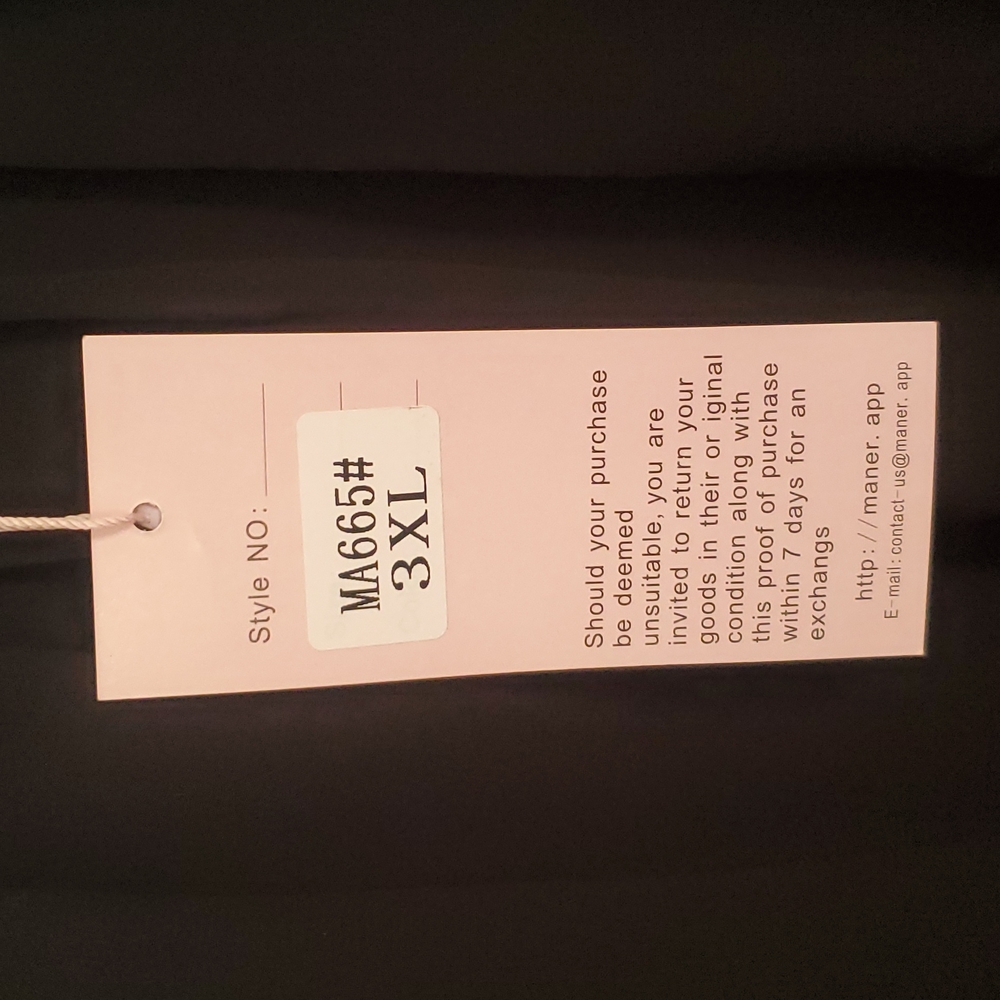 Style NO:
MA665#
3XL
Should your purchase
be deemed
unsuitable, you are
invited to return your
goods in their or iginal
condition along with
this proof of purchase
within 7 days for an
exchangs
http://maner.app
E-mail:contact-us@maner.app